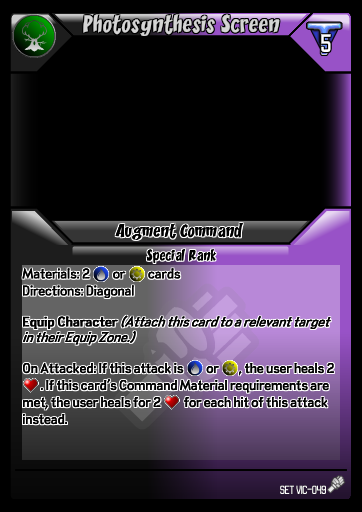 Photosynthesis Screen
5
Augment Command
Special Rank
Materials: 2 or cards
Directions: Diagonal
Equip Character (Attach this card to a relevant target
in their Equip Zone.)
On Attacked: If this attack is or , the user heals 2
. If this card's Command Material requirements are
met, the user heals for 2 for each hit of this attack
instead.
SET VIC-049